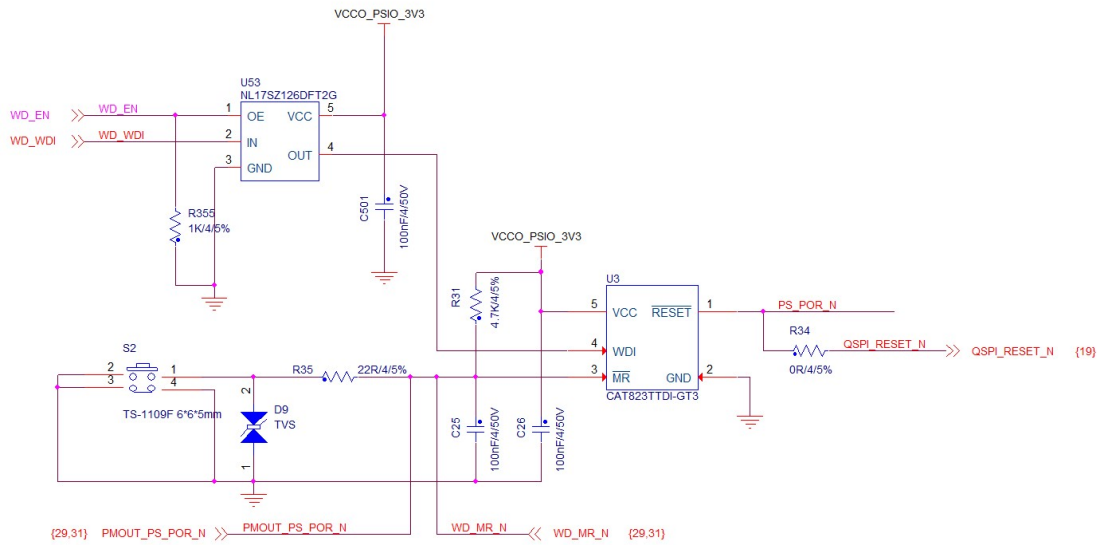 VCCO_PSIO_3V3
U53
NL17SZ126DFT2G
WD_EN WD_EN 1 OE VCC 5
WD_WDI WD_WDI 2 IN
OUT 4
3 GND
R355
1K/4/5%
C501
100nF/4/50V
VCCO_PSIO_3V3
R31
4.7K/4/5%
U3
5 VCC RESET 1 PS_POR_N
R34
4 WDI
QSPI_RESET_N QSPI_RESET_N {19}
0R/4/5%
S2
2 1
3 4
R35 22R/4/5%
3 MR GND 2
CAT823TTDI-GT3
TS-1109F 6*6*5mm
2
D9
TVS
1
C25
100nF/4/50V
C26
100nF/4/50V
{29,31} PMOUT_PS_POR_N PMOUT_PS_POR_N
WD_MR_N WD_MR_N {29,31}